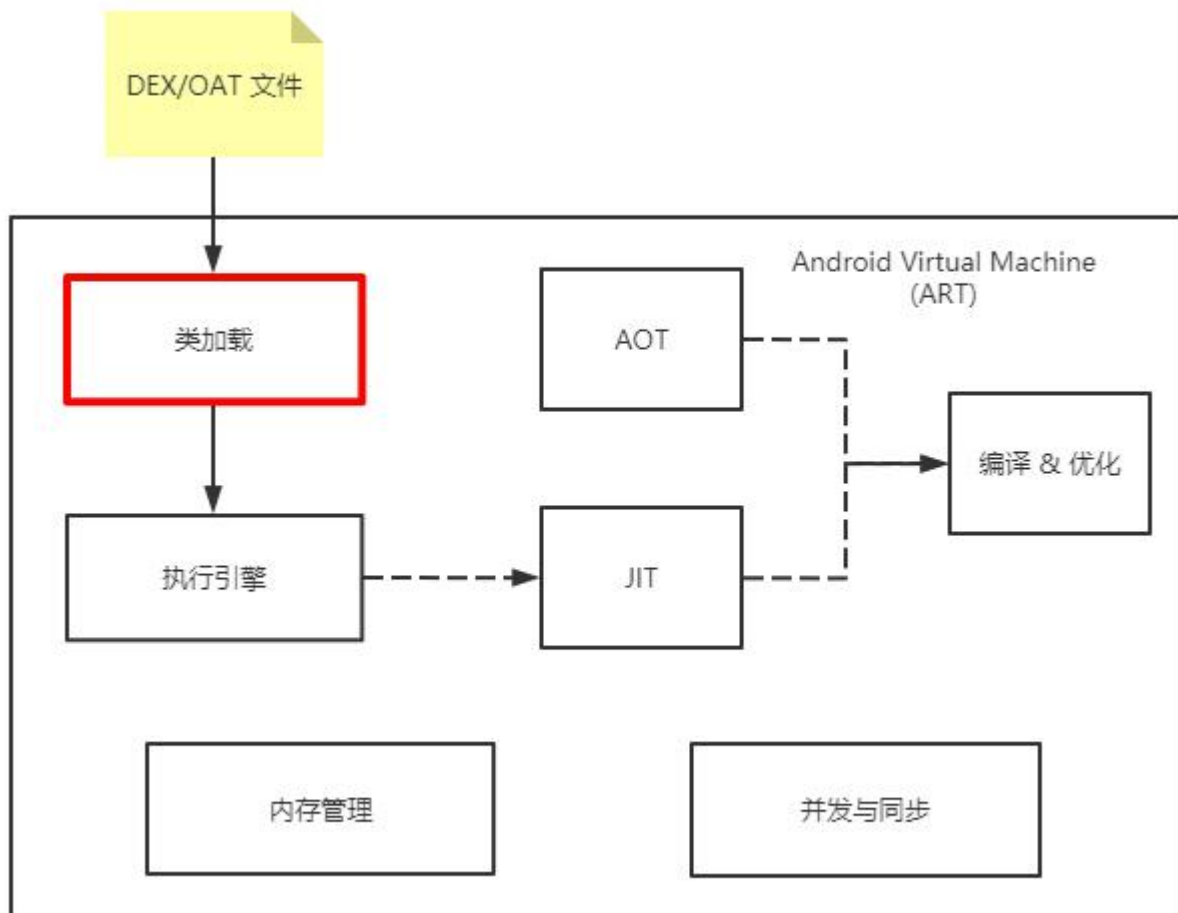 DEX/OAT 文件
Android Virtual Machine
(ART)
类加载
AOT
编译 & 优化
执行引擎
JIT
内存管理
并发与同步